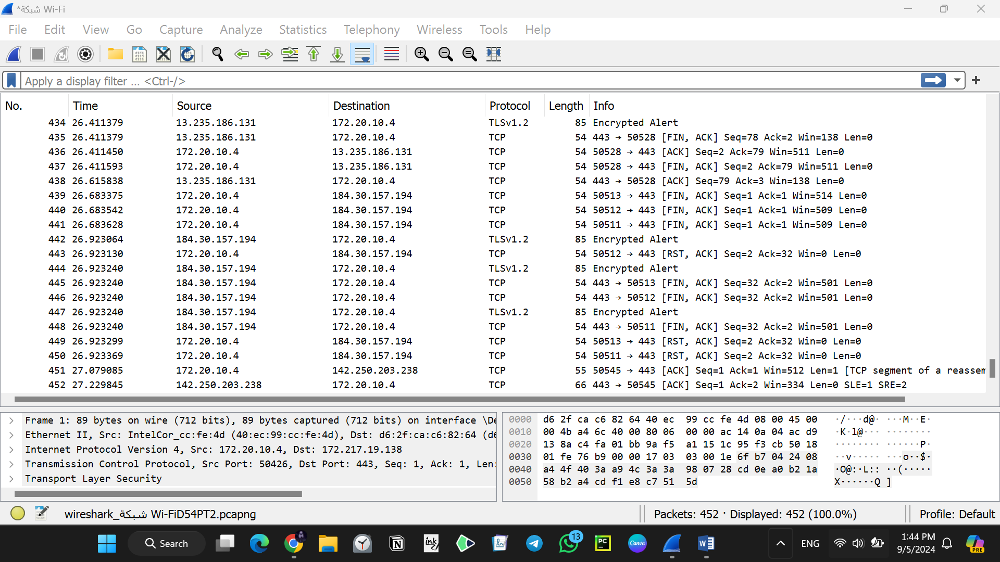 *شبكة Wi-Fi
File Edit View Go Capture Analyze Statistics Telephony Wireless Tools Help
Apply a display filter … <Ctrl-/>
No. Time Source Destination Protocol Length Info
434 26.411379 13.235.186.131 172.20.10.4 TLSv1.2 85 Encrypted Alert
435 26.411379 13.235.186.131 172.20.10.4 TCP 54 443 → 50528 [FIN, ACK] Seq=78 Ack=2 Win=138 Len=0
436 26.411450 172.20.10.4 13.235.186.131 TCP 54 50528 → 443 [ACK] Seq=2 Ack=79 Win=511 Len=0
437 26.411593 172.20.10.4 13.235.186.131 TCP 54 50528 → 443 [FIN, ACK] Seq=2 Ack=79 Win=511 Len=0
438 26.615838 13.235.186.131 172.20.10.4 TCP 54 443 → 50528 [ACK] Seq=79 Ack=3 Win=138 Len=0
439 26.683375 172.20.10.4 184.30.157.194 TCP 54 50513 → 443 [FIN, ACK] Seq=1 Ack=1 Win=514 Len=0
440 26.683542 172.20.10.4 184.30.157.194 TCP 54 50512 → 443 [FIN, ACK] Seq=1 Ack=1 Win=509 Len=0
441 26.683628 172.20.10.4 184.30.157.194 TCP 54 50511 → 443 [FIN, ACK] Seq=1 Ack=1 Win=509 Len=0
442 26.923064 184.30.157.194 172.20.10.4 TLSv1.2 85 Encrypted Alert
443 26.923130 172.20.10.4 184.30.157.194 TCP 54 50512 → 443 [RST, ACK] Seq=2 Ack=32 Win=0 Len=0
444 26.923240 184.30.157.194 172.20.10.4 TLSv1.2 85 Encrypted Alert
445 26.923240 184.30.157.194 172.20.10.4 TCP 54 443 → 50513 [FIN, ACK] Seq=32 Ack=2 Win=501 Len=0
446 26.923240 184.30.157.194 172.20.10.4 TCP 54 443 → 50512 [FIN, ACK] Seq=32 Ack=2 Win=501 Len=0
447 26.923240 184.30.157.194 172.20.10.4 TLSv1.2 85 Encrypted Alert
448 26.923240 184.30.157.194 172.20.10.4 TCP 54 443 → 50511 [FIN, ACK] Seq=32 Ack=2 Win=501 Len=0
449 26.923299 172.20.10.4 184.30.157.194 TCP 54 50513 → 443 [RST, ACK] Seq=2 Ack=32 Win=0 Len=0
450 26.923369 172.20.10.4 184.30.157.194 TCP 54 50511 → 443 [RST, ACK] Seq=2 Ack=32 Win=0 Len=0
451 27.079085 172.20.10.4 142.250.203.238 TCP 55 50545 → 443 [ACK] Seq=1 Ack=1 Win=512 Len=1 [TCP segment of a reassem
452 27.229845 142.250.203.238 172.20.10.4 TCP 66 443 → 50545 [ACK] Seq=1 Ack=2 Win=334 Len=0 SLE=1 SRE=2
Frame 1: 89 bytes on wire (712 bits), 89 bytes captured (712 bits) on interface \De
Ethernet II, Src: IntelCor_cc:fe:4d (40:ec:99:cc:fe:4d), Dst: d6:2f:ca:c6:82:64 (d6
Internet Protocol Version 4, Src: 172.20.10.4, Dst: 172.217.19.138
Transmission Control Protocol, Src Port: 50426, Dst Port: 443, Seq: 1, Ack: 1, Len:
Transport Layer Security
0000 d6 2f ca c6 82 64 40 ec 99 cc fe 4d 08 00 45 00 ·/···d@· ···M··E·
0010 00 4b a4 6c 40 00 80 06 00 00 ac 14 0a 04 ac d9 ·K·l@··· ········
0020 13 8a c4 fa 01 bb 9a f5 a1 15 1c 95 f3 cb 50 18 ········ ······P·
0030 01 fe 76 b9 00 00 17 03 03 00 1e 6f b7 04 24 08 ··v····· ···o··$·
0040 a4 4f 40 3a a9 4c 3a 3a 98 07 28 cd 0e a0 b2 1a ·O@:·L:: ··(·····
0050 58 b2 a4 cd f1 e8 c7 51 5d X······Q ]
wireshark_شبكة Wi-FiD54PT2.pcapng
Packets: 452 · Displayed: 452 (100.0%)
Profile: Default
Search
ink
13
PC
Canva
W
ENG
1:44 PM
9/5/2024
PRE